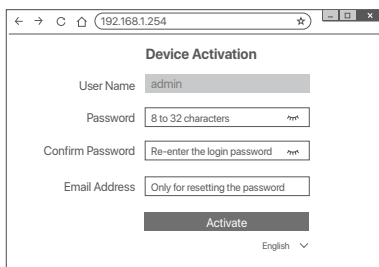 192.168.1.254
Device Activation
User Name admin
Password 8 to 32 characters
Confirm Password Re-enter the login password
Email Address Only for resetting the password
Activate
English